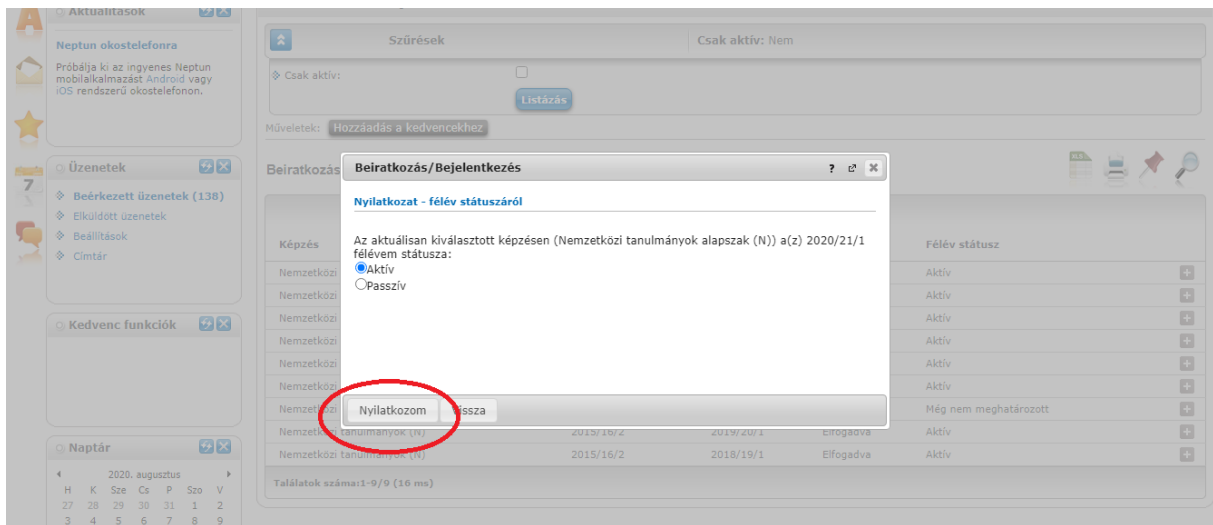 Aktualitások
Neptun okostelefonra
Próbálja ki az ingyenes Neptun
mobilalkalmazást Android vagy
iOS rendszerű okostelefonon.
Üzenetek
Beérkezett üzenetek (138)
Elküldött üzenetek
Beállítások
Címtár
Kedvenc funkciók
Naptár
2020. augusztus
H K Sze Cs P Szo V
27 28 29 30 31 1 2
3 4 5 6 7 8 9
7
Szűrések Csak aktív: Nem
Csak aktív:
Listázás
Műveletek: Hozzáadás a kedvencekhez
Beiratkozás
Képzés Félév státusz
Nemzetközi Aktív
Nemzetközi Aktív
Nemzetközi Aktív
Nemzetközi Aktív
Nemzetközi Aktív
Nemzetközi Aktív
Nemzetközi Még nem meghatározott
Nemzetközi tanulmányok (N) 2015/16/2 2019/20/1 Elfogadva Aktív
Nemzetközi tanulmányok (N) 2015/16/2 2018/19/1 Elfogadva Aktív
Találatok száma:1-9/9 (16 ms)
Beiratkozás/Bejelentkezés
Nyilatkozat - félév státuszáról
Az aktuálisan kiválasztott képzésen (Nemzetközi tanulmányok alapszak (N)) a(z) 2020/21/1
félévem státusza:
Aktív
Passzív
Nyilatkozom Vissza